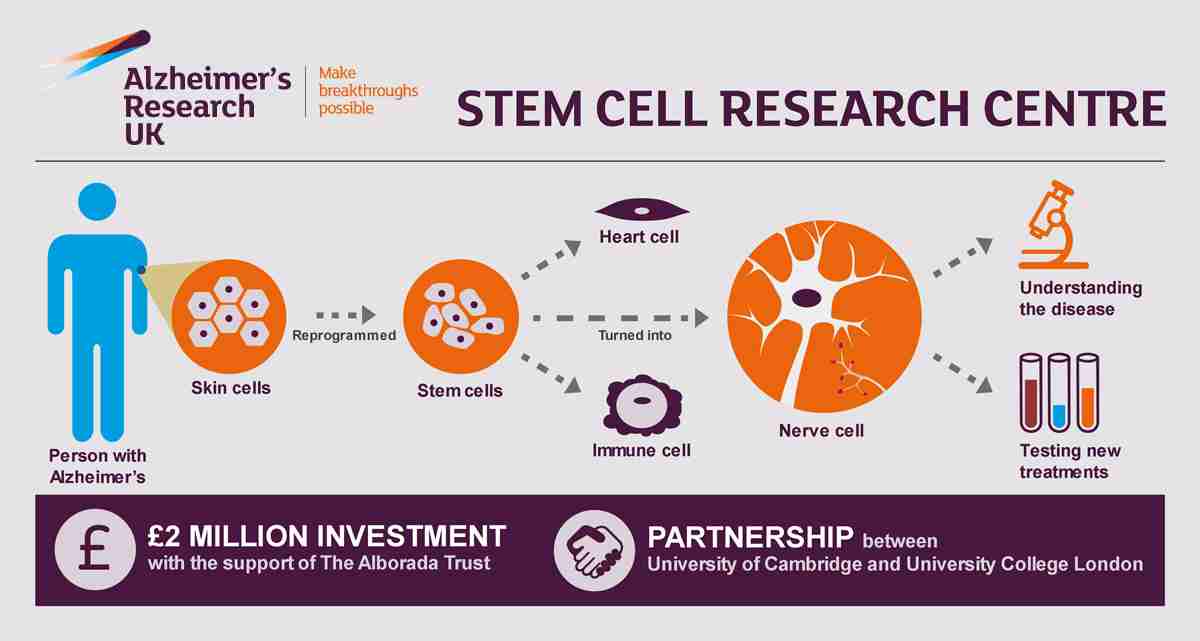 Alzheimer's
Research
UK
Make
breakthroughs
possible
STEM CELL RESEARCH CENTRE
Person with
Alzheimer's
Skin cells
Reprogrammed
Stem cells
Heart cell
Turned into
Immune cell
Nerve cell
Understanding
the disease
Testing new
treatments
£
£2 MILLION INVESTMENT
with the support of The Alborada Trust
PARTNERSHIP between
University of Cambridge and University College London